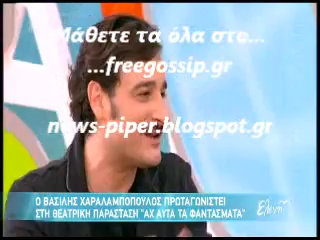 Μάθετε τα όλα στο...
...freegossip.gr
news-piper.blogspot.gr
Ο ΒΑΣΙΛΗΣ ΧΑΡΑΛΑΜΠΟΠΟΥΛΟΣ ΠΡΩΤΑΓΩΝΙΣΤΕΙ
ΣΤΗ ΘΕΑΤΡΙΚΗ ΠΑΡΑΣΤΑΣΗ "ΑΧ ΑΥΤΑ ΤΑ ΦΑΝΤΑΣΜΑΤΑ"
Ελένη